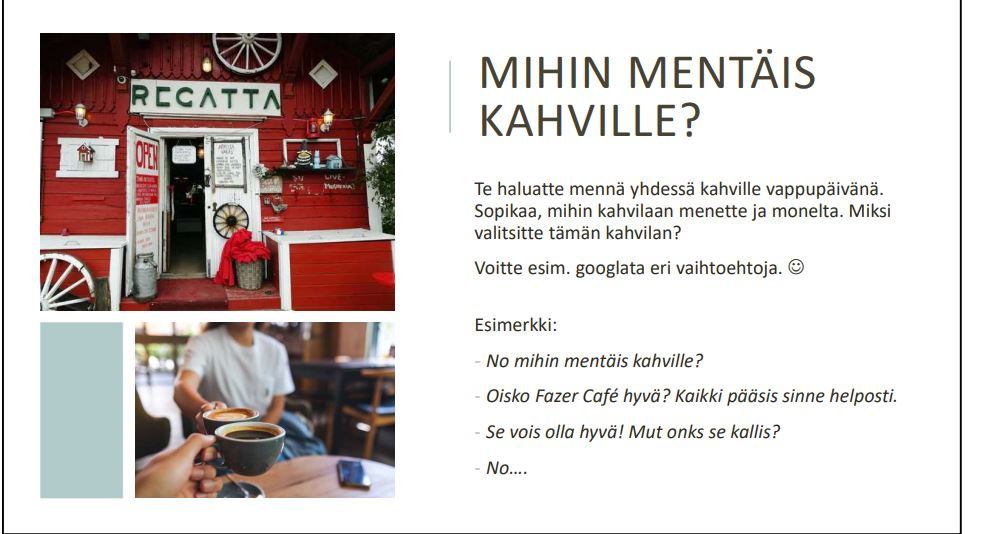 REGATTA
OPEN
MIHIN MENTÄIS
KAHVILLE?
Te haluatte mennä yhdessä kahville vappupäivänä.
Sopikaa, mihin kahvilaan menette ja monelta. Miksi
valitsitte tämän kahvilan?
Voitte esim. googlata eri vaihtoehtoja. ☺
Esimerkki:
- No mihin mentäis kahville?
- Oisko Fazer Café hyvä? Kaikki pääsis sinne helposti.
- Se vois olla hyvä! Mut onks se kallis?
- No….